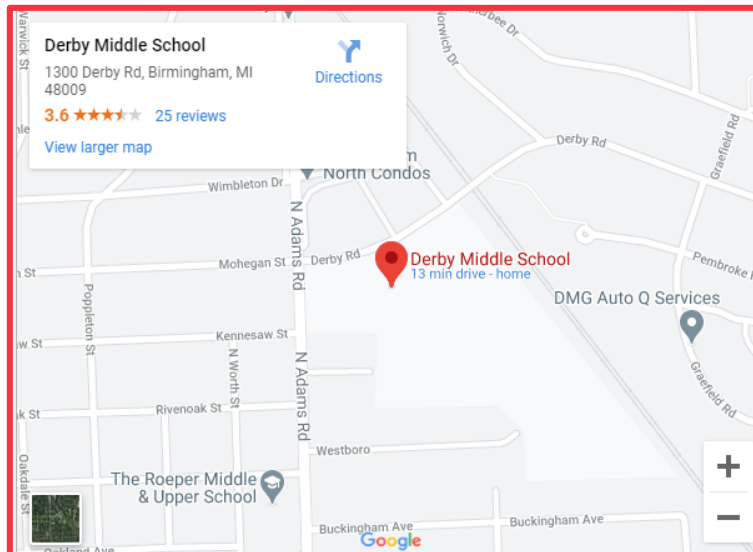 Derby Middle School
1300 Derby Rd, Birmingham, MI
48009
3.6
25 reviews
View larger map
Directions
Warwick St
Norwich Dr
Derby Rd
Graefield Rd
North Condos
Wimbleton Dr
N Adams Rd
Mohegan St
Derby Rd
Derby Middle School
13 min drive - home
Pembroke
DMG Auto Q Services
Poppleton St
Kennesaw St
N Worth St
N Adams Rd
Graefield Rd
Rivenoak St
Westboro
Oakdale St
The Roeper Middle
& Upper School
Buckingham Ave
Buckingham Ave
Google